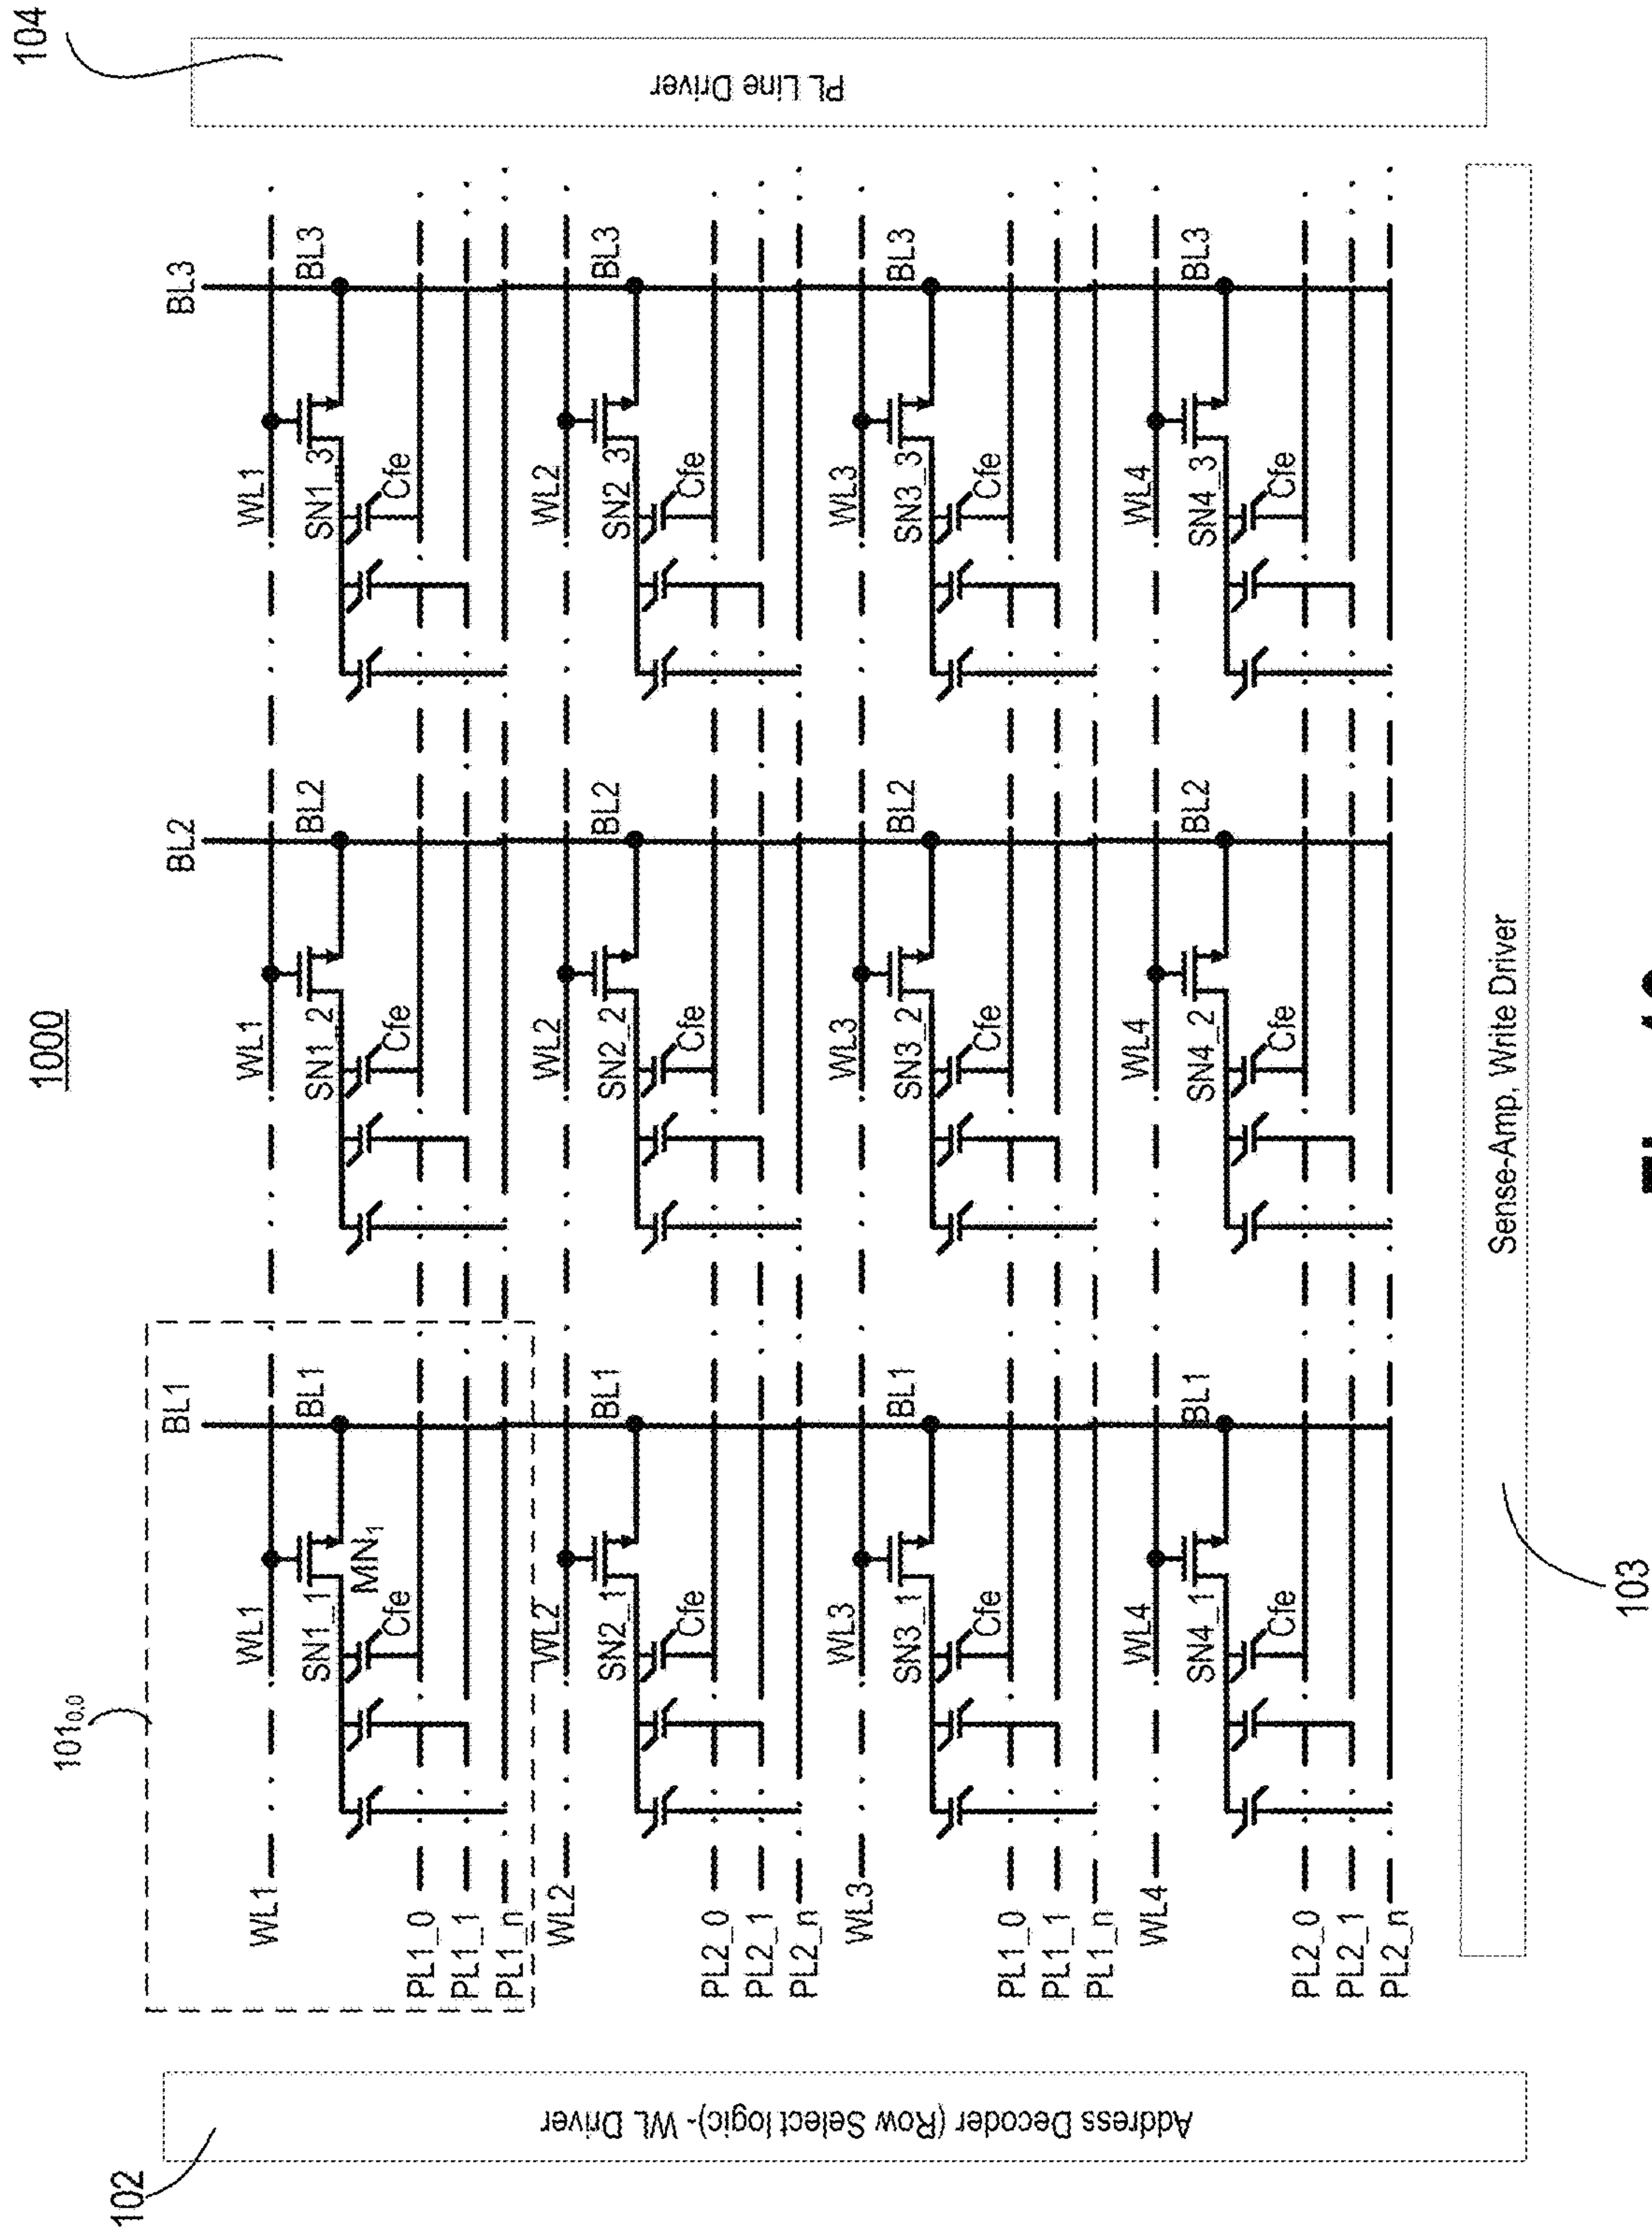 1000
104
101₀,₀
102
BL1 BL2 BL3
WL1 WL1 WL1 WL1
SN1_1 BL1 SN1_2 BL2 SN1_3 BL3
MN₁
Cfe Cfe Cfe
PL1_0
PL1_1
PL1_n
WL2 WL2 WL2 WL2
SN2_1 BL1 SN2_2 BL2 SN2_3 BL3
Cfe Cfe Cfe
PL2_0
PL2_1
PL2_n
WL3 WL3 WL3 WL3
SN3_1 BL1 SN3_2 BL2 SN3_3 BL3
Cfe Cfe Cfe
PL1_0
PL1_1
PL1_n
WL4 WL4 WL4 WL4
SN4_1 BL1 SN4_2 BL2 SN4_3 BL3
Cfe Cfe Cfe
PL2_0
PL2_1
PL2_n
Address Decoder (Row Select logic)- WL Driver
PL Line Driver
Sense-Amp, Write Driver
103